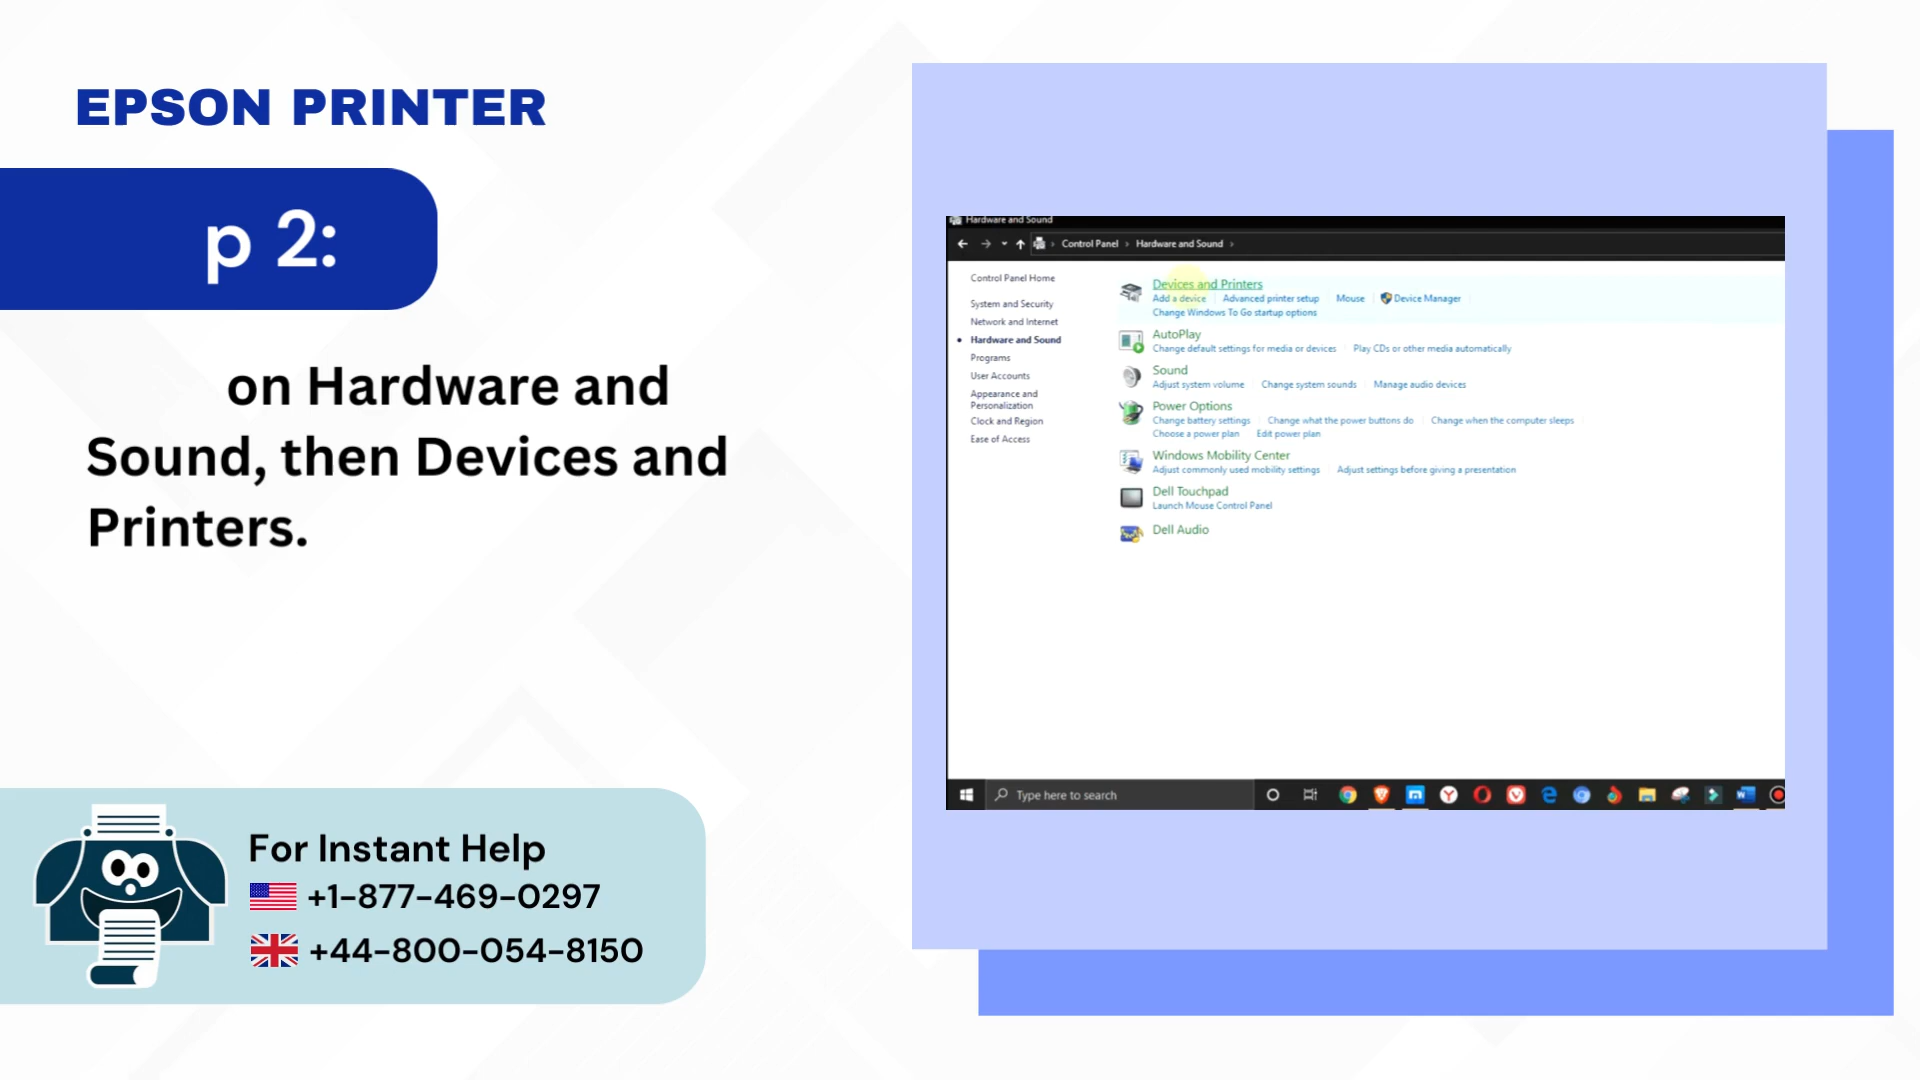 EPSON PRINTER
p 2:
on Hardware and
Sound, then Devices and
Printers.
For Instant Help
+1-877-469-0297
+44-800-054-8150
Hardware and Sound
Control Panel › Hardware and Sound ›
Control Panel Home
System and Security
Network and Internet
Hardware and Sound
Programs
User Accounts
Appearance and
Personalization
Clock and Region
Ease of Access
Devices and Printers
Add a device Advanced printer setup Mouse Device Manager
Change Windows To Go startup options
AutoPlay
Change default settings for media or devices Play CDs or other media automatically
Sound
Adjust system volume Change system sounds Manage audio devices
Power Options
Change battery settings Change what the power buttons do Change when the computer sleeps
Choose a power plan Edit power plan
Windows Mobility Center
Adjust commonly used mobility settings Adjust settings before giving a presentation
Dell Touchpad
Launch Mouse Control Panel
Dell Audio
Type here to search